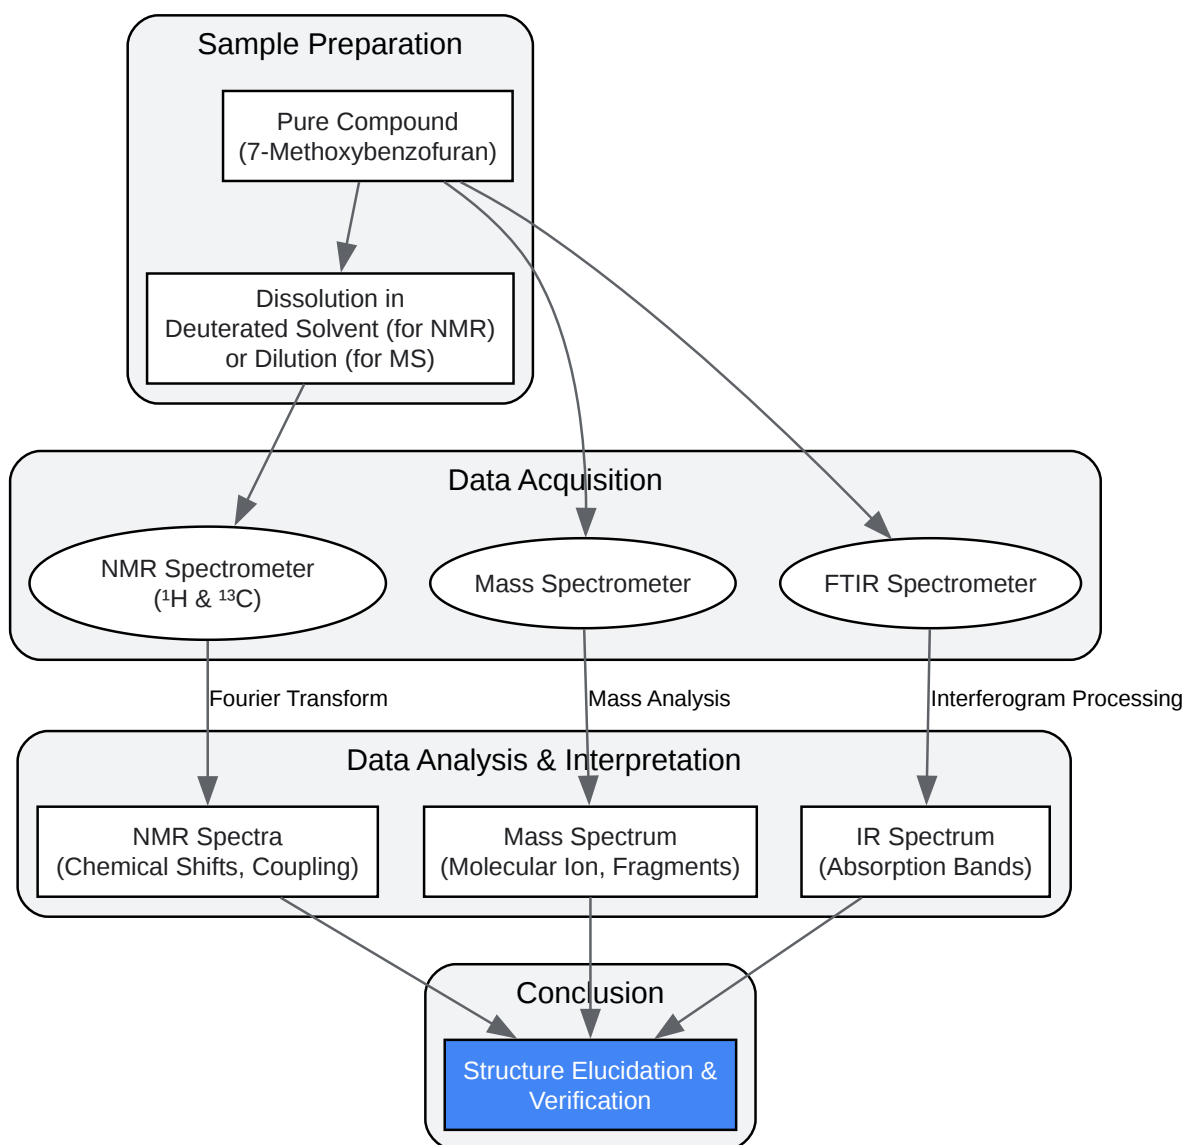 Sample Preparation
Pure Compound
(7-Methoxybenzofuran)
Dissolution in
Deuterated Solvent (for NMR)
or Dilution (for MS)
Data Acquisition
NMR Spectrometer
(¹H & ¹³C)
Mass Spectrometer
FTIR Spectrometer
Fourier Transform
Mass Analysis
Interferogram Processing
Data Analysis & Interpretation
NMR Spectra
(Chemical Shifts, Coupling)
Mass Spectrum
(Molecular Ion, Fragments)
IR Spectrum
(Absorption Bands)
Conclusion
Structure Elucidation &
Verification